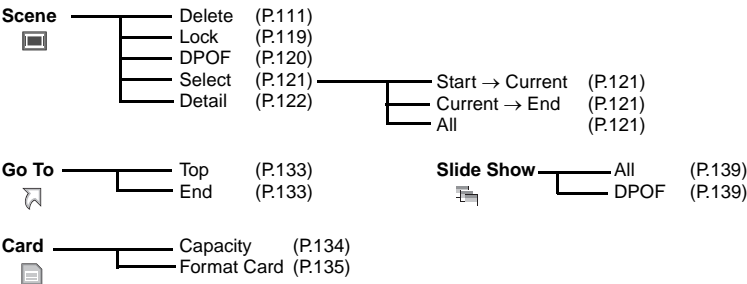 Scene Delete (P.111)
Lock (P.119)
DPOF (P.120)
Select (P.121) Start → Current (P.121)
Detail (P.122) Current → End (P.121)
All (P.121)
Go To Top (P.133) Slide Show All (P.139)
End (P.133) DPOF (P.139)
Card Capacity (P.134)
Format Card (P.135)